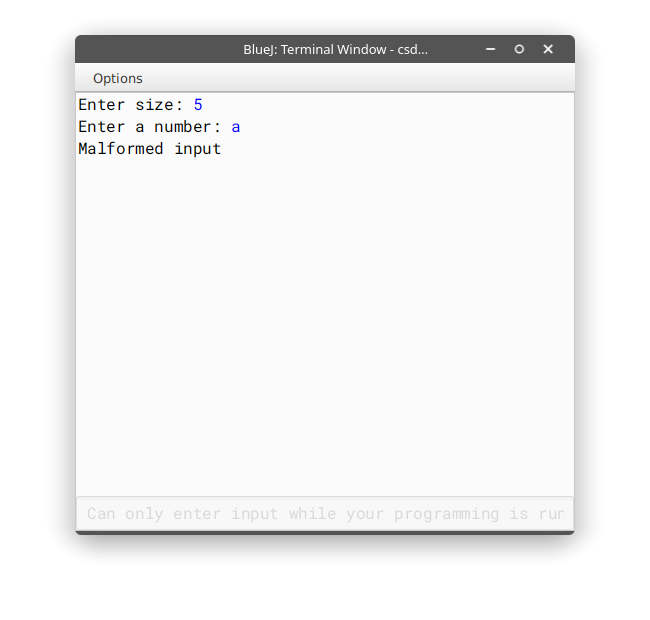 BlueJ: Terminal Window - csd...
Options
Enter size: 5
Enter a number: a
Malformed input
Can only enter input while your programming is run